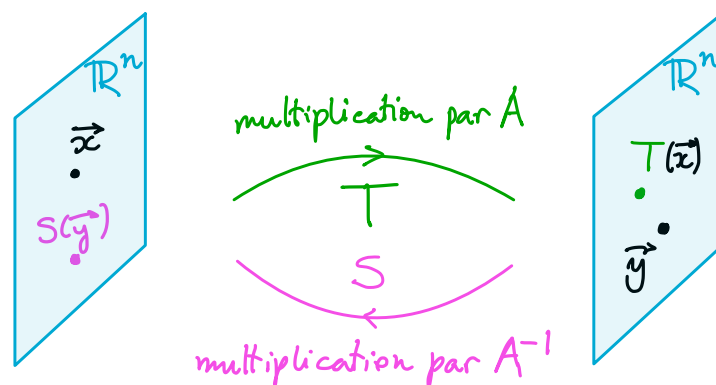 ℝⁿ
x⃗
S(y⃗)
multiplication par A
T
S
multiplication par A⁻¹
ℝⁿ
T(x⃗)
y⃗